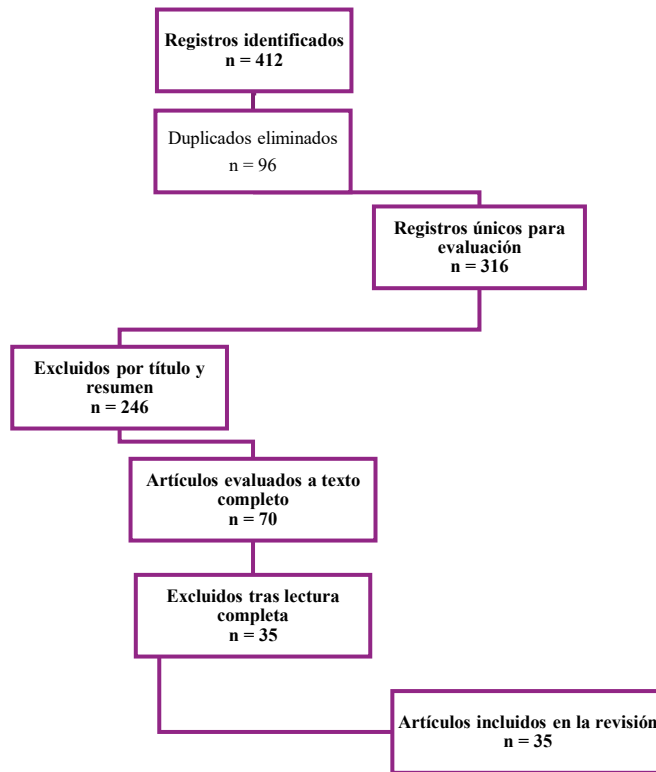 Registros identificados
n = 412
Duplicados eliminados
n = 96
Registros únicos para
evaluación
n = 316
Excluidos por título y
resumen
n = 246
Artículos evaluados a texto
completo
n = 70
Excluidos tras lectura
completa
n = 35
Artículos incluidos en la revisión
n = 35